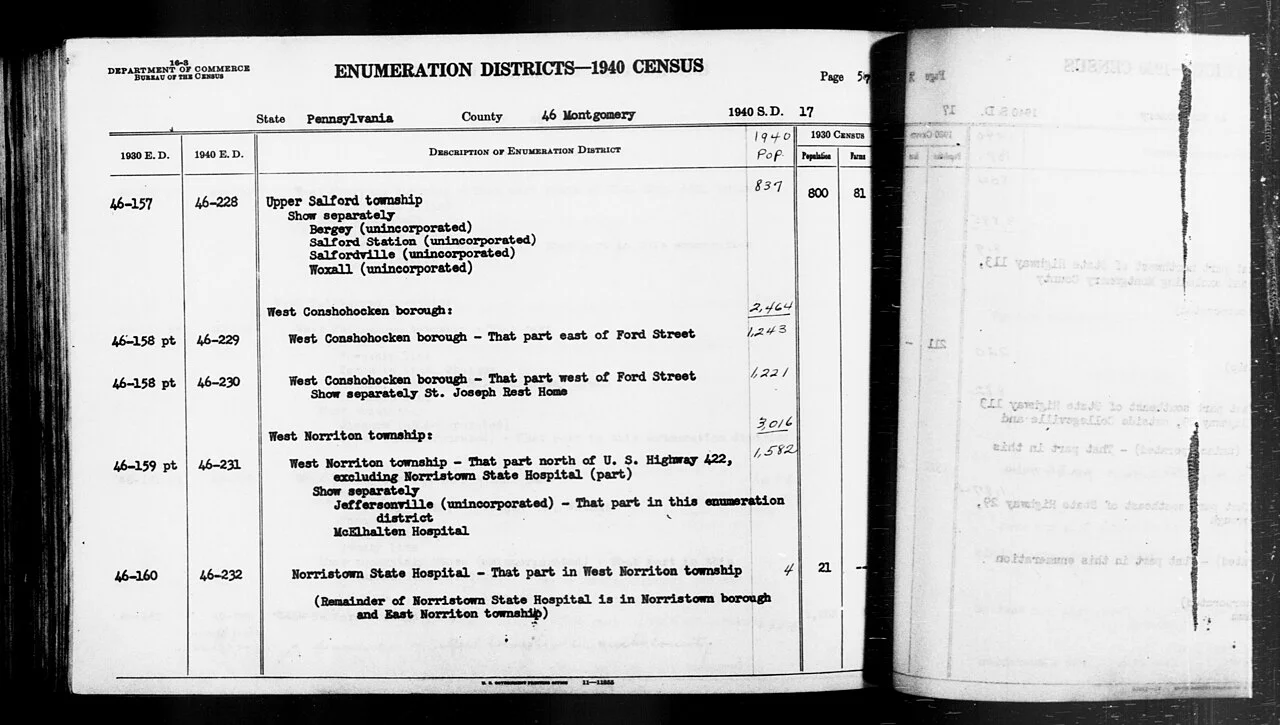 16-3
DEPARTMENT OF COMMERCE
BUREAU OF THE CENSUS
ENUMERATION DISTRICTS—1940 CENSUS
Page
State Pennsylvania County 46 Montgomery 1940 S. D. 17
1930 E. D. 1940 E. D. DESCRIPTION OF ENUMERATION DISTRICT 1940 Pop. 1930 CENSUS
Population Farms
46-157 46-228 Upper Salford township 837 800 81
Show separately
Bergey (unincorporated)
Salford Station (unincorporated)
Salfordville (unincorporated)
Woxall (unincorporated)
West Conshohocken borough: 2,464
46-158 pt 46-229 West Conshohocken borough - That part east of Ford Street 1,243
46-158 pt 46-230 West Conshohocken borough - That part west of Ford Street 1,221
Show separately St. Joseph Rest Home
West Norriton township: 3,016
46-159 pt 46-231 West Norriton township - That part north of U. S. Highway 422, 1,582
excluding Norristown State Hospital (part)
Show separately
Jeffersonville (unincorporated) - That part in this enumeration
district
McElhalten Hospital
46-160 46-232 Norristown State Hospital - That part in West Norriton township 4 21 --
(Remainder of Norristown State Hospital is in Norristown borough
and East Norriton township)
U. S. GOVERNMENT PRINTING OFFICE 11-11855